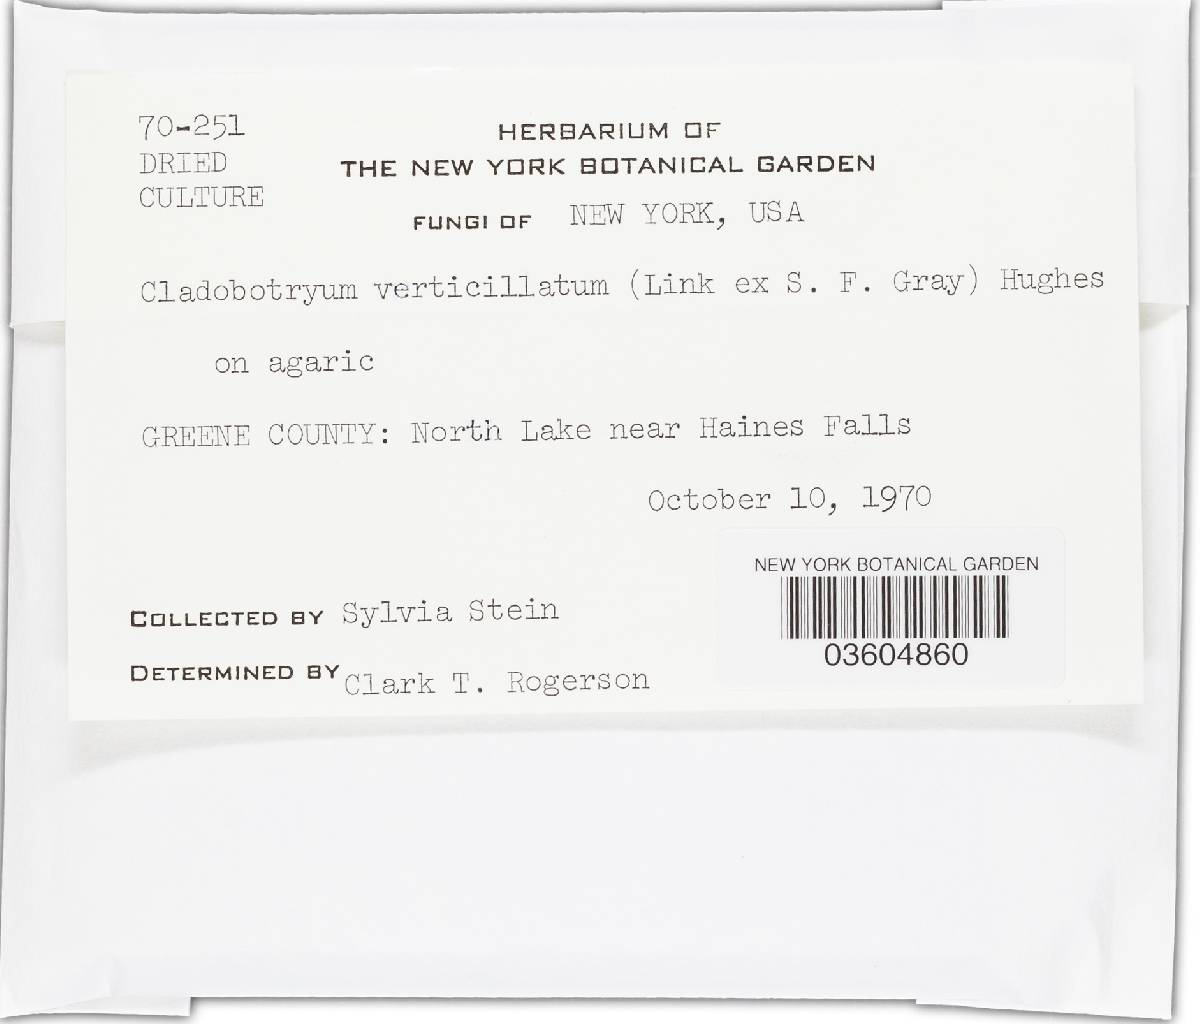 70-251
DRIED
CULTURE
HERBARIUM OF
THE NEW YORK BOTANICAL GARDEN
FUNGI OF NEW YORK, USA
Cladobotryum verticillatum (Link ex S. F. Gray) Hughes
on agaric
GREENE COUNTY: North Lake near Haines Falls
October 10, 1970
NEW YORK BOTANICAL GARDEN
03604860
COLLECTED BY Sylvia Stein
DETERMINED BY Clark T. Rogerson